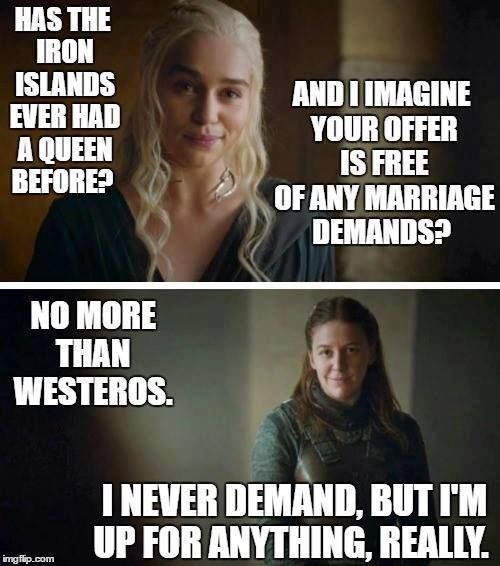 HAS THE
IRON
ISLANDS
EVER HAD
A QUEEN
BEFORE?
AND I IMAGINE
YOUR OFFER
IS FREE
OF ANY MARRIAGE
DEMANDS?
NO MORE
THAN
WESTEROS.
I NEVER DEMAND, BUT I'M
UP FOR ANYTHING, REALLY.
imgflip.com